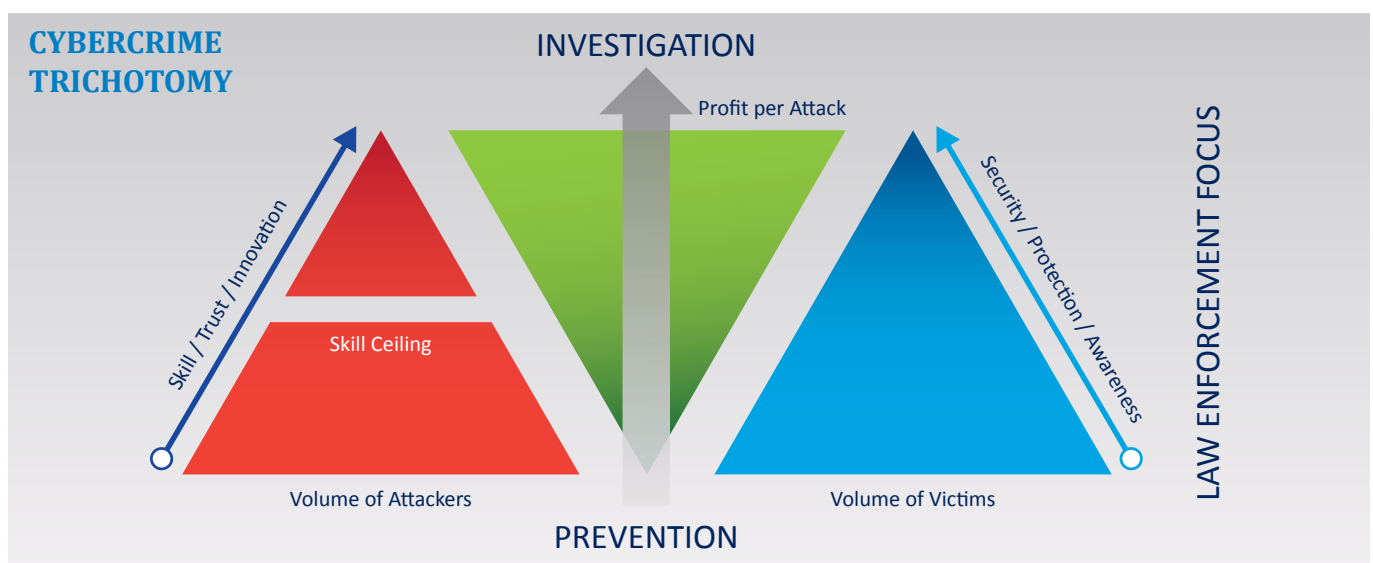 CYBERCRIME
TRICHOTOMY
INVESTIGATION
Profit per Attack
Skill / Trust / Innovation
Skill Ceiling
Security / Protection / Awareness
LAW ENFORCEMENT FOCUS
Volume of Attackers
Volume of Victims
PREVENTION